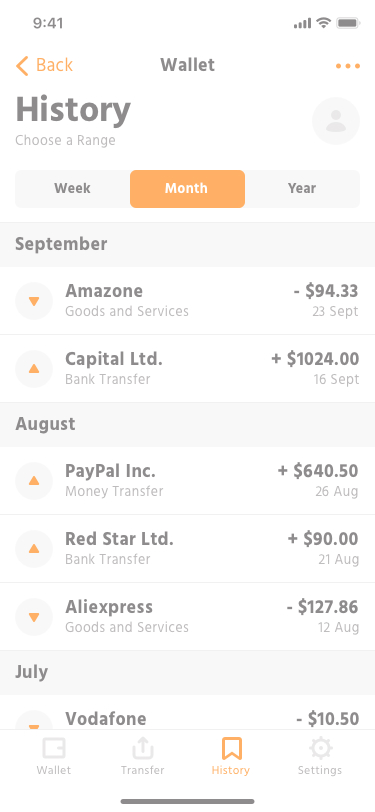 9:41
Back
Wallet
History
Choose a Range
Week Month Year
September
Amazone - $94.33
Goods and Services 23 Sept
Capital Ltd. + $1024.00
Bank Transfer 16 Sept
August
PayPal Inc. + $640.50
Money Transfer 26 Aug
Red Star Ltd. + $90.00
Bank Transfer 21 Aug
Aliexpress - $127.86
Goods and Services 12 Aug
July
Vodafone - $10.50
Wallet Transfer History Settings